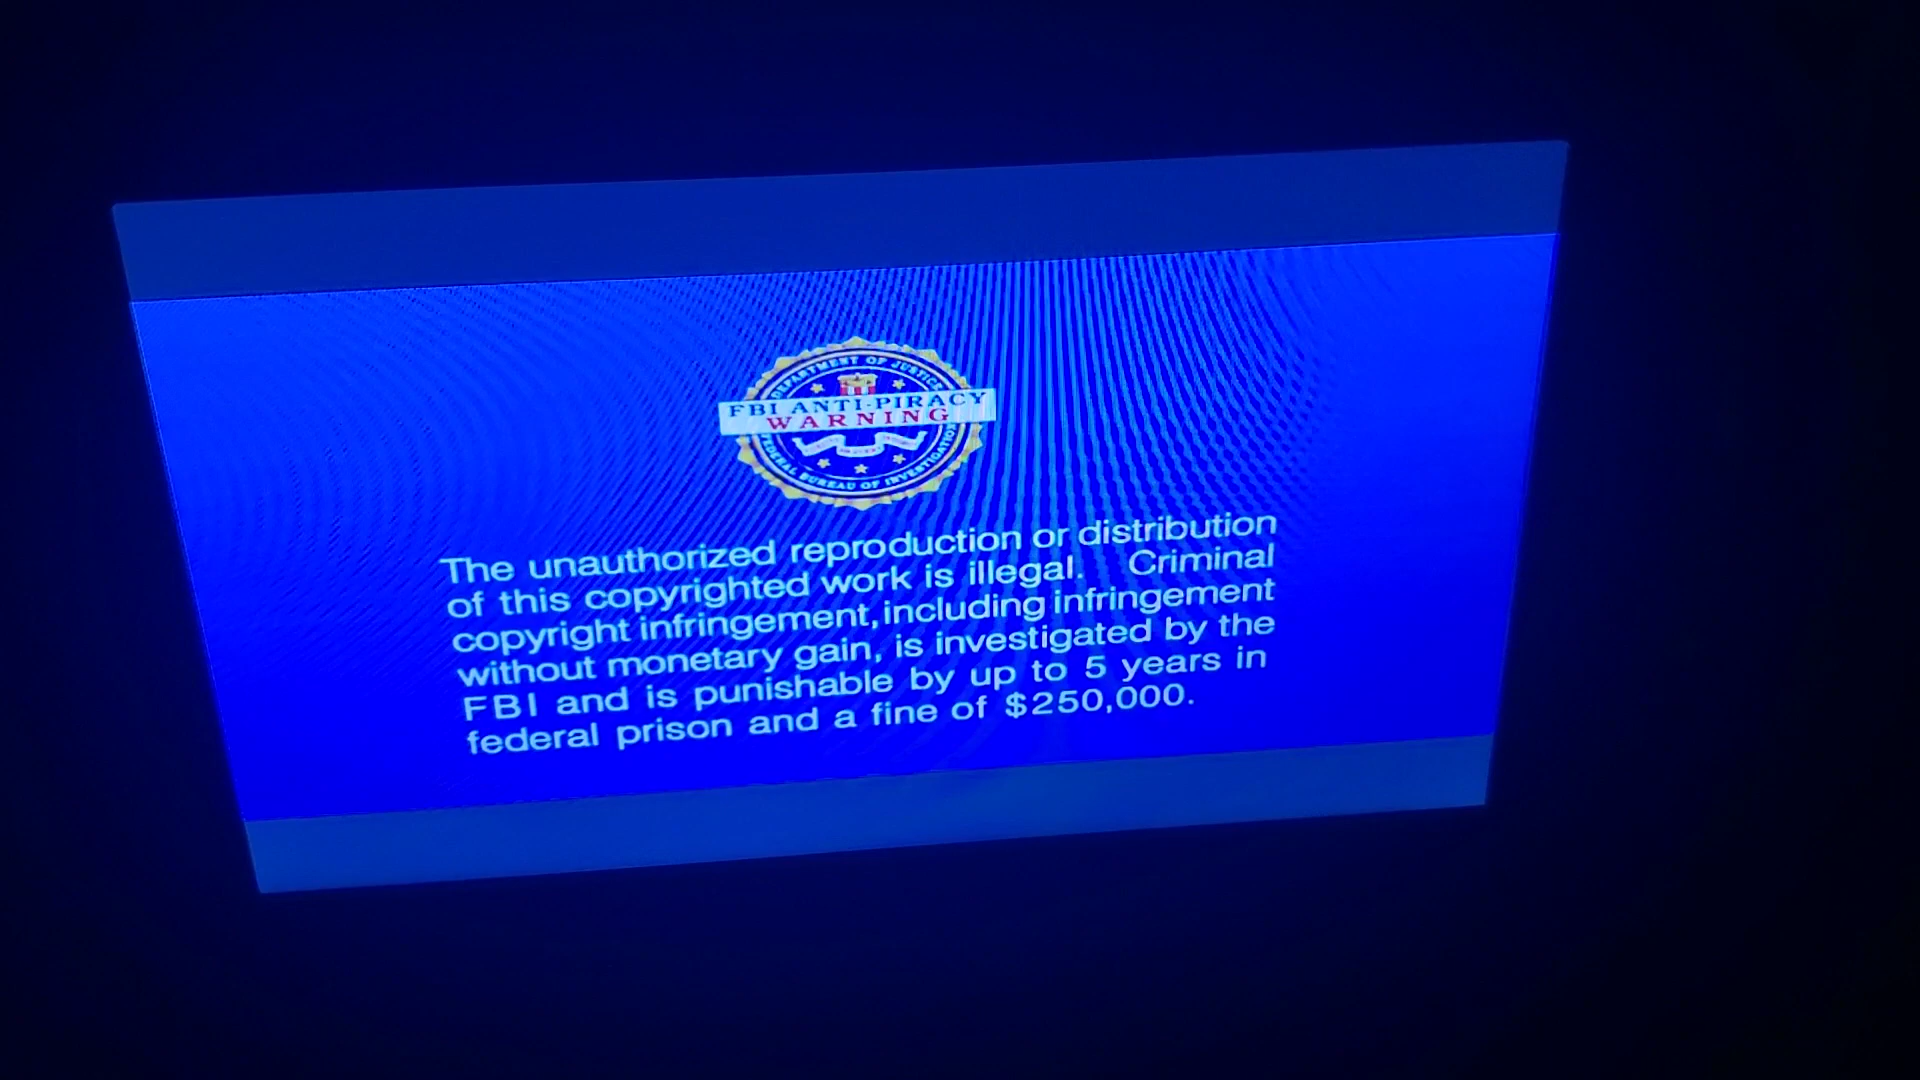 DEPARTMENT OF JUSTICE
FBI ANTI-PIRACY
WARNING
FEDERAL BUREAU OF INVESTIGATION
The unauthorized reproduction or distribution
of this copyrighted work is illegal. Criminal
copyright infringement, including infringement
without monetary gain, is investigated by the
FBI and is punishable by up to 5 years in
federal prison and a fine of $250,000.